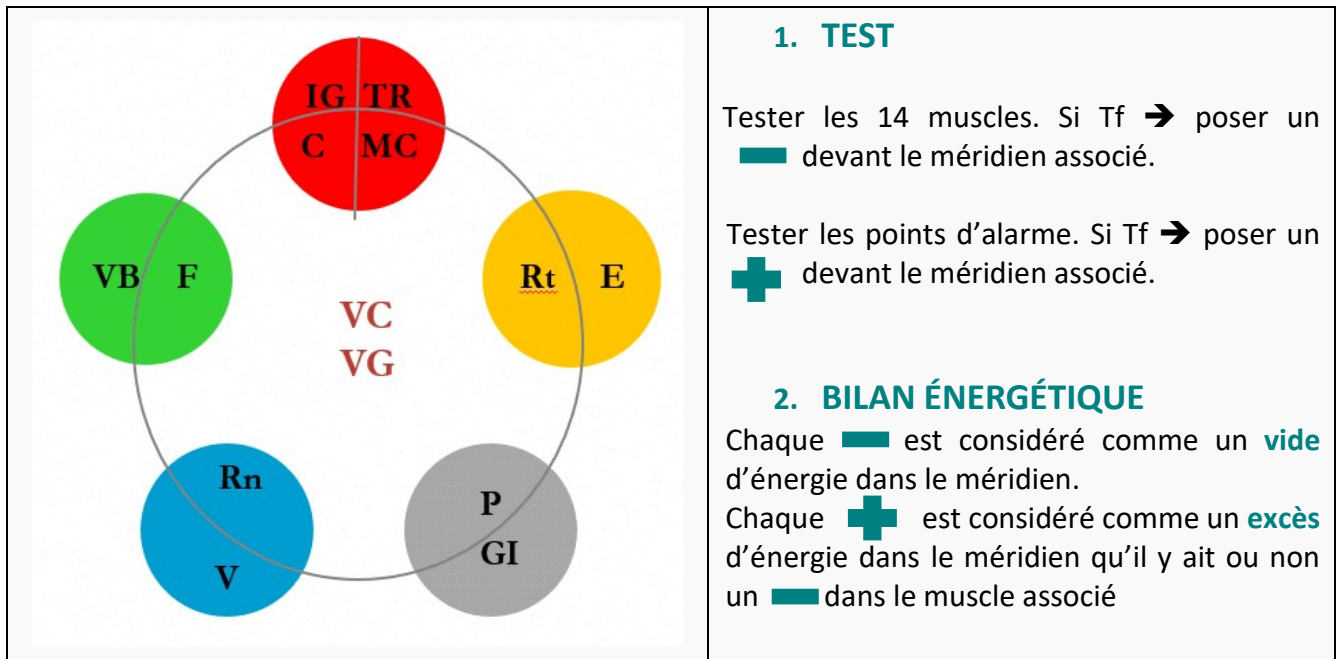 IG TR
C MC
VB F
Rt E
VC
VG
Rn
V
P
GI
1. TEST
Tester les 14 muscles. Si Tf ➔ poser un
devant le méridien associé.
Tester les points d’alarme. Si Tf ➔ poser un
devant le méridien associé.
2. BILAN ÉNERGÉTIQUE
Chaque ➖ est considéré comme un vide
d’énergie dans le méridien.
Chaque ➕ est considéré comme un excès
d’énergie dans le méridien qu’il y ait ou non
un ➖ dans le muscle associé